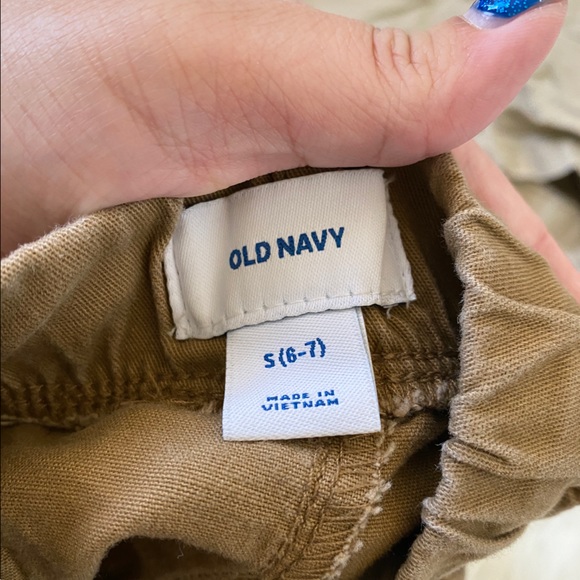 OLD NAVY
S (6-7)
MADE IN
VIETNAM